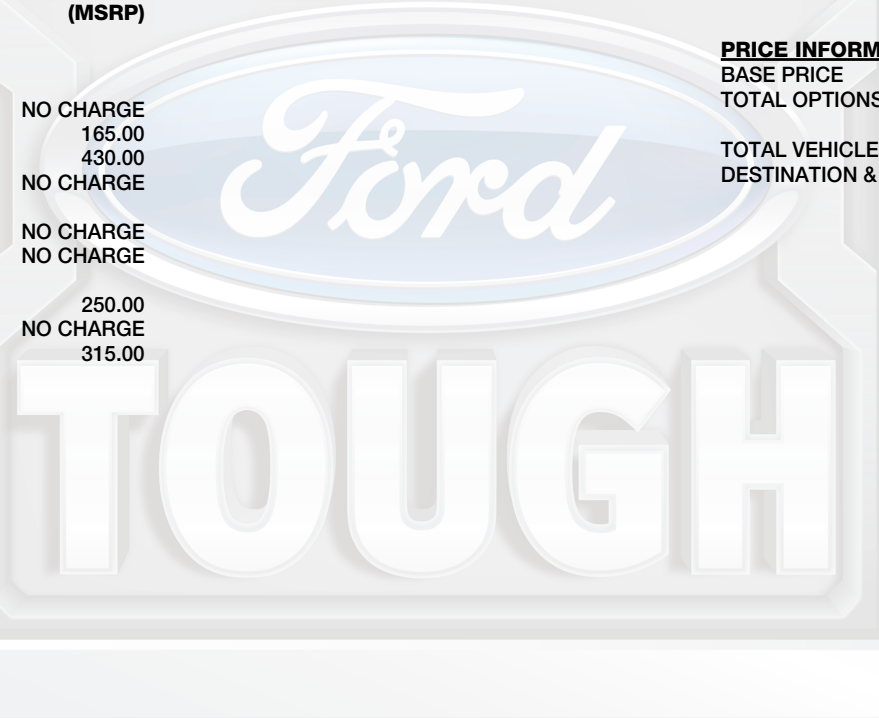 (MSRP)
NO CHARGE
165.00
430.00
NO CHARGE
NO CHARGE
NO CHARGE
250.00
NO CHARGE
315.00
PRICE INFORM
BASE PRICE
TOTAL OPTIONS
TOTAL VEHICLE
DESTINATION &
Ford
TOUGH